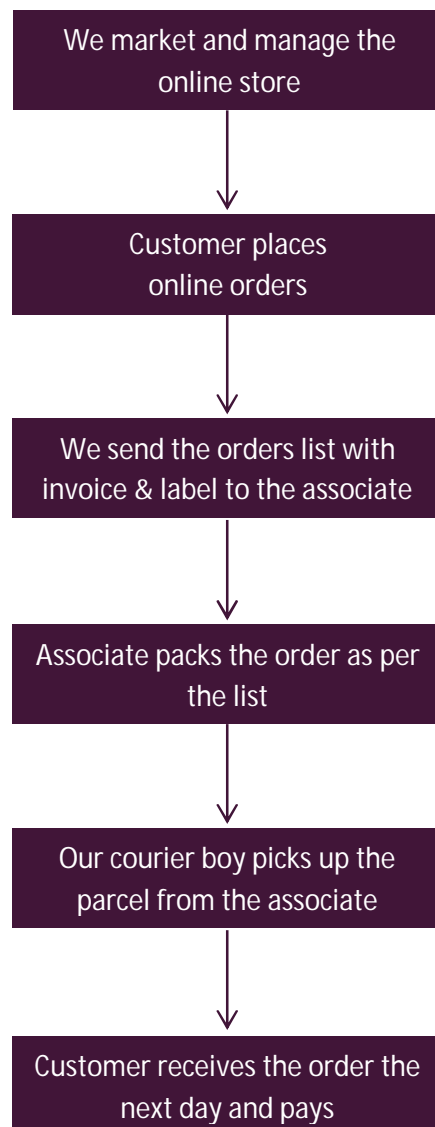 We market and manage the
online store
Customer places
online orders
We send the orders list with
invoice & label to the associate
Associate packs the order as per
the list
Our courier boy picks up the
parcel from the associate
Customer receives the order the
next day and pays